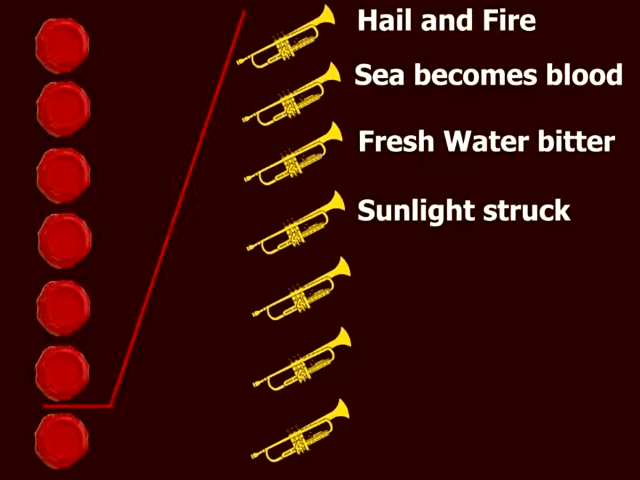 Hail and Fire
Sea becomes blood
Fresh Water bitter
Sunlight struck